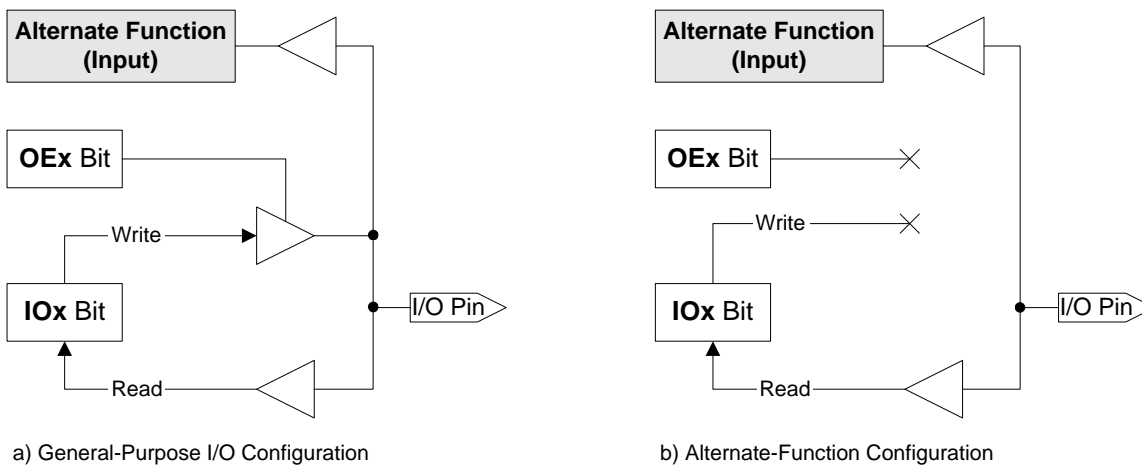 Alternate Function
(Input)
OEx Bit
Write
IOx Bit
I/O Pin
Read
a) General-Purpose I/O Configuration
Alternate Function
(Input)
OEx Bit
Write
IOx Bit
I/O Pin
Read
b) Alternate-Function Configuration